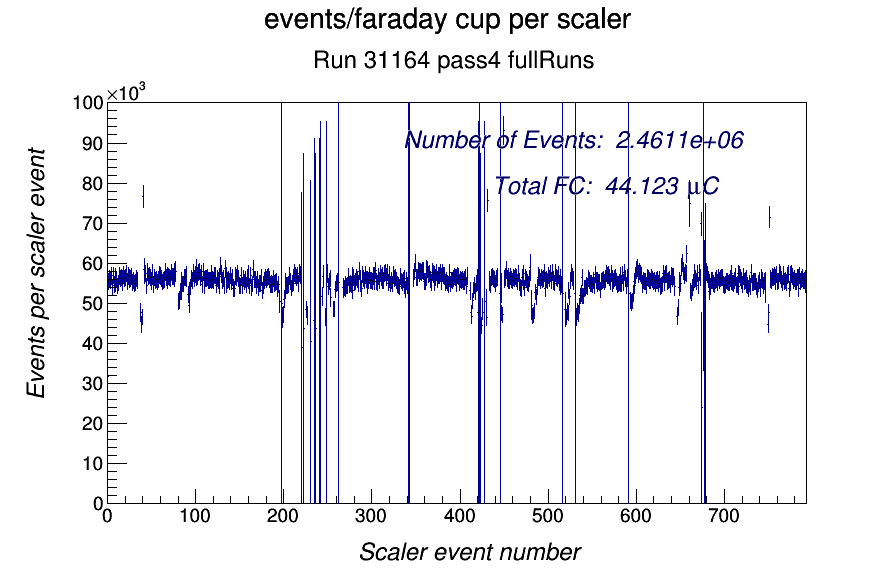 events/faraday cup per scaler
Run 31164 pass4 fullRuns
×10³
100
90
80
70
60
50
40
30
20
10
0
Events per scaler event
Number of Events: 2.4611e+06
Total FC: 44.123 μC
0 100 200 300 400 500 600 700
Scaler event number